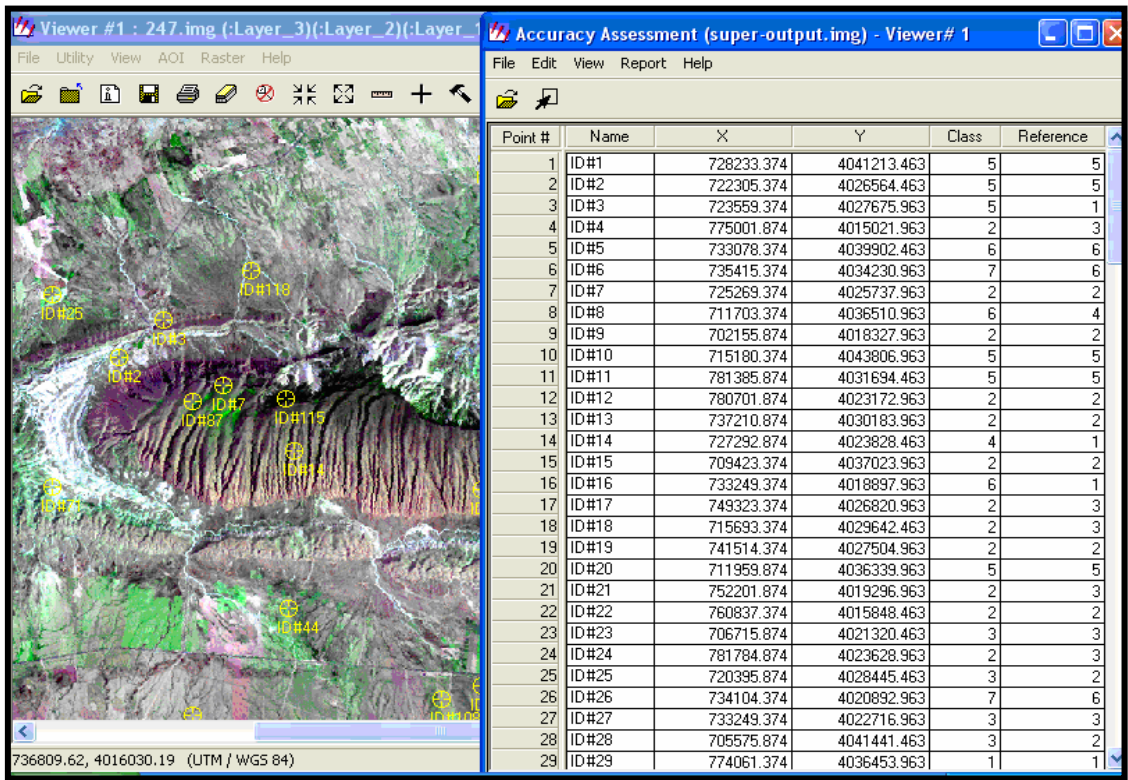 Viewer #1 : 247.img (:Layer_3)(:Layer_2)(:Layer_1
File Utility View AOI Raster Help
ID#118
ID#25
ID#3
ID#2
ID#7
ID#87
ID#115
ID#14
ID#71
ID#44
ID#108
736809.62, 4016030.19 (UTM / WGS 84)
Accuracy Assessment (super-output.img) - Viewer# 1
File Edit View Report Help
Point # Name X Y Class Reference
1 ID#1 728233.374 4041213.463 5 5
2 ID#2 722305.374 4026564.463 5 5
3 ID#3 723559.374 4027675.963 5 1
4 ID#4 775001.874 4015021.963 2 3
5 ID#5 733078.374 4039902.463 6 6
6 ID#6 735415.374 4034230.963 7 6
7 ID#7 725269.374 4025737.963 2 2
8 ID#8 711703.374 4036510.963 6 4
9 ID#9 702155.874 4018327.963 2 2
10 ID#10 715180.374 4043806.963 5 5
11 ID#11 781385.874 4031694.463 5 5
12 ID#12 780701.874 4023172.963 2 2
13 ID#13 737210.874 4030183.963 2 2
14 ID#14 727292.874 4023828.463 4 1
15 ID#15 709423.374 4037023.963 2 2
16 ID#16 733249.374 4018897.963 6 1
17 ID#17 749323.374 4026820.963 2 3
18 ID#18 715693.374 4029642.463 2 3
19 ID#19 741514.374 4027504.963 2 2
20 ID#20 711959.874 4036339.963 5 5
21 ID#21 752201.874 4019296.963 2 3
22 ID#22 760837.374 4015848.463 2 2
23 ID#23 706715.874 4021320.463 3 3
24 ID#24 781784.874 4023628.963 2 3
25 ID#25 720395.874 4028445.463 3 2
26 ID#26 734104.374 4020892.963 7 6
27 ID#27 733249.374 4022716.963 3 3
28 ID#28 705575.874 4041441.463 3 2
29 ID#29 774061.374 4036453.963 1 1